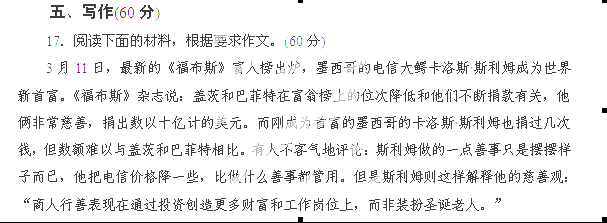 五、写作(60 分)
17. 阅读下面的材料，根据要求作文。(60 分)
3 月 11 日，最新的《福布斯》富人榜出炉，墨西哥的电信大鳄卡洛斯·斯利姆成为世界
新首富。《福布斯》杂志说：盖茨和巴菲特在富翁榜上的位次降低和他们不断捐款有关，他
俩非常慈善，捐出数以十亿计的美元。而刚成为首富的墨西哥的卡洛斯·斯利姆也捐过几次
钱，但数额难以与盖茨和巴菲特相比。有人不客气地评论：斯利姆做的一点善事只是摆摆样
子而已，他把电信价格降一些，比做什么善事都管用。但是斯利姆则这样解释他的慈善观：
“商人行善表现在通过投资创造更多财富和工作岗位上，而非装扮圣诞老人。”